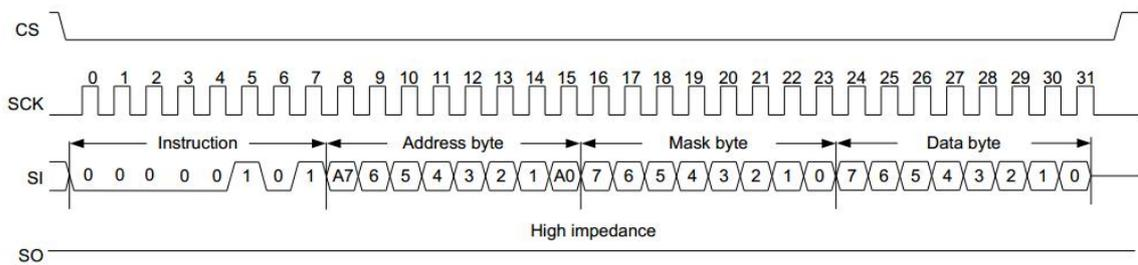 CS
0 1 2 3 4 5 6 7 8 9 10 11 12 13 14 15 16 17 18 19 20 21 22 23 24 25 26 27 28 29 30 31
SCK
Instruction Address byte Mask byte Data byte
SI 0 0 0 0 0 1 0 1 A7 6 5 4 3 2 1 A0 7 6 5 4 3 2 1 0 7 6 5 4 3 2 1 0
High impedance
SO